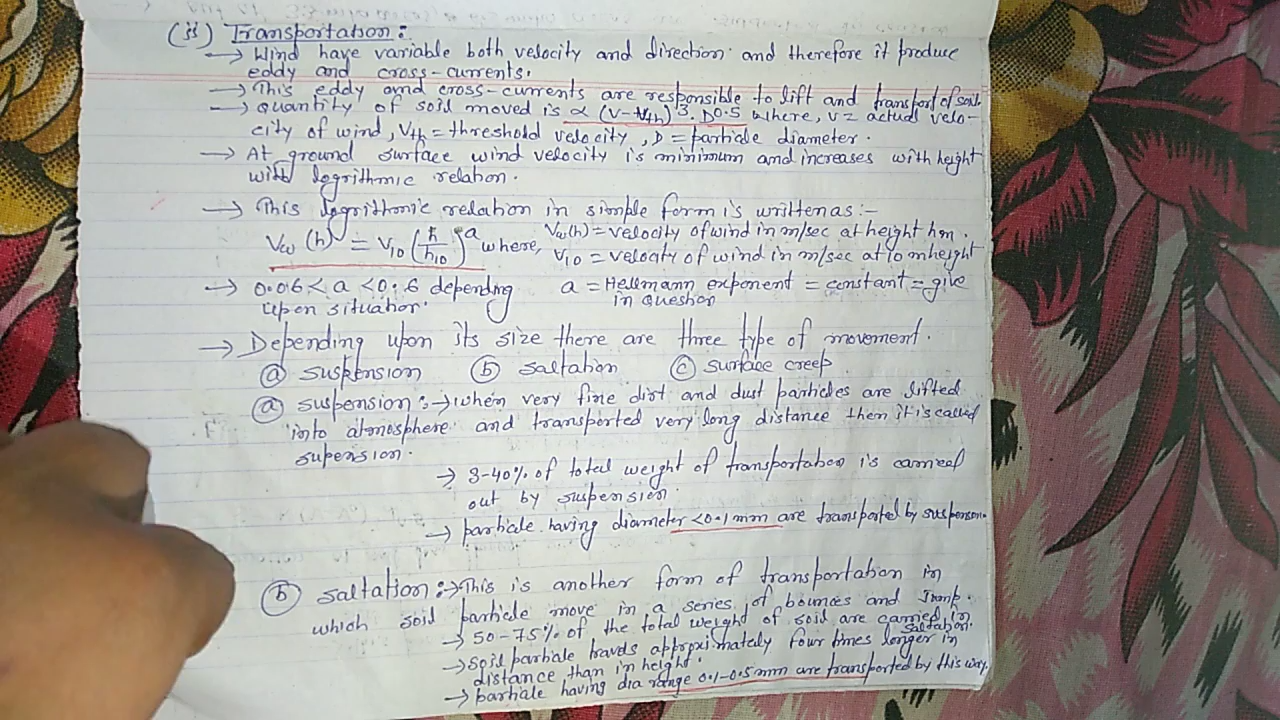 (ii) Transportation:
→ Wind have variable both velocity and direction and therefore it produce
eddy and cross-currents.
→ This eddy and cross-currents are responsible to lift and transport of soil
→ quantity of soil moved is ∝ (V-Vth)³. D0.5 where, v = actual velo-
city of wind, Vth = threshold velocity, D = particle diameter.
→ At ground surface wind velocity is minimum and increases with height
with logrithmic relation.
→ This logrithmic relation in simple form is written as:-
Vω (h) = V10 (h/h10)^a where, Vω(h) = velocity of wind in m/sec at height hm.
V10 = velocity of wind in m/sec at 10 m height
→ 0.006 < a < 0.6 depending a = Hellmann exponent = constant = give
upon situation. in question
→ Depending upon its size there are three type of movement.
(a) suspension (b) saltation (c) surface creep
(a) suspension :→ when very fine dirt and dust particles are lifted
into atmosphere and transported very long distance then it is called
supension.
→ 3-40% of total weight of transportation is carried
out by suspension.
→ particle having diameter <0.1mm are transported by suspension.
(b) saltation :→ This is another form of transportation in
which soil particle move in a series of bounces and Jump.
→ 50-75% of the total weight of soil are carried in
saltation.
→ soil particle travels approximately four times longer in
distance than in height.
→ particle having dia range 0.1-0.5mm are transported by this way.